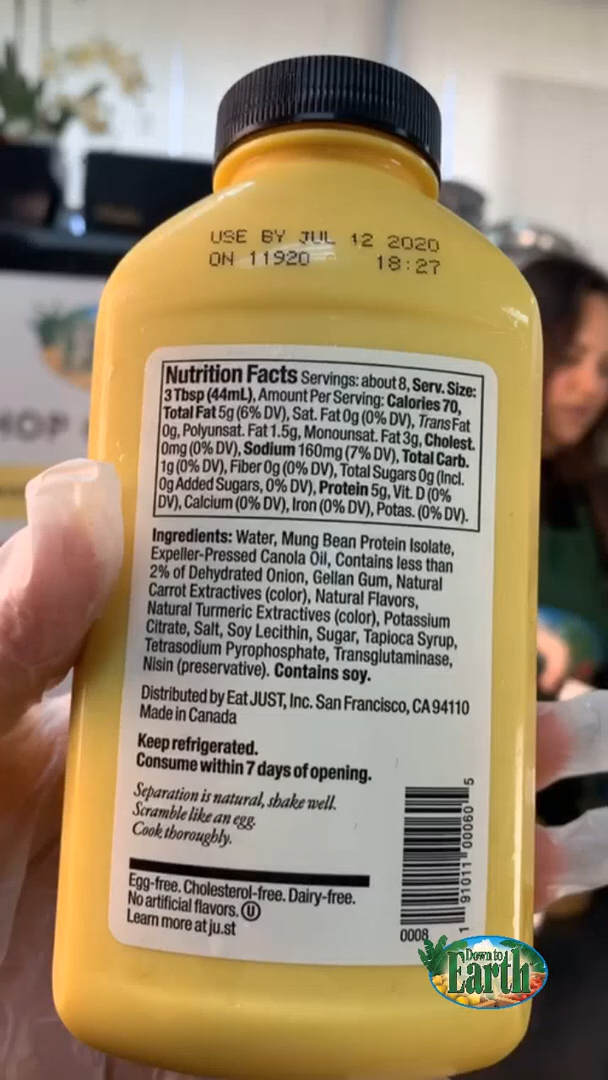 USE BY JUL 12 2020
ON 11920 18:27
Nutrition Facts Servings: about 8, Serv. Size:
3 Tbsp (44mL), Amount Per Serving: Calories 70,
Total Fat 5g (6% DV), Sat. Fat 0g (0% DV), Trans Fat
0g, Polyunsat. Fat 1.5g, Monounsat. Fat 3g, Cholest.
0mg (0% DV), Sodium 160mg (7% DV), Total Carb.
1g (0% DV), Fiber 0g (0% DV), Total Sugars 0g (Incl.
0g Added Sugars, 0% DV), Protein 5g, Vit. D (0%
DV), Calcium (0% DV), Iron (0% DV), Potas. (0% DV).
Ingredients: Water, Mung Bean Protein Isolate,
Expeller-Pressed Canola Oil, Contains less than
2% of Dehydrated Onion, Gellan Gum, Natural
Carrot Extractives (color), Natural Flavors,
Natural Turmeric Extractives (color), Potassium
Citrate, Salt, Soy Lecithin, Sugar, Tapioca Syrup,
Tetrasodium Pyrophosphate, Transglutaminase,
Nisin (preservative). Contains soy.
Distributed by Eat JUST, Inc. San Francisco, CA 94110
Made in Canada
Keep refrigerated.
Consume within 7 days of opening.
Separation is natural, shake well.
Scramble like an egg.
Cook thoroughly.
Egg-free. Cholesterol-free. Dairy-free.
No artificial flavors. U
Learn more at ju.st
1 91011 00060 5
0008
Down to
Earth
HOP